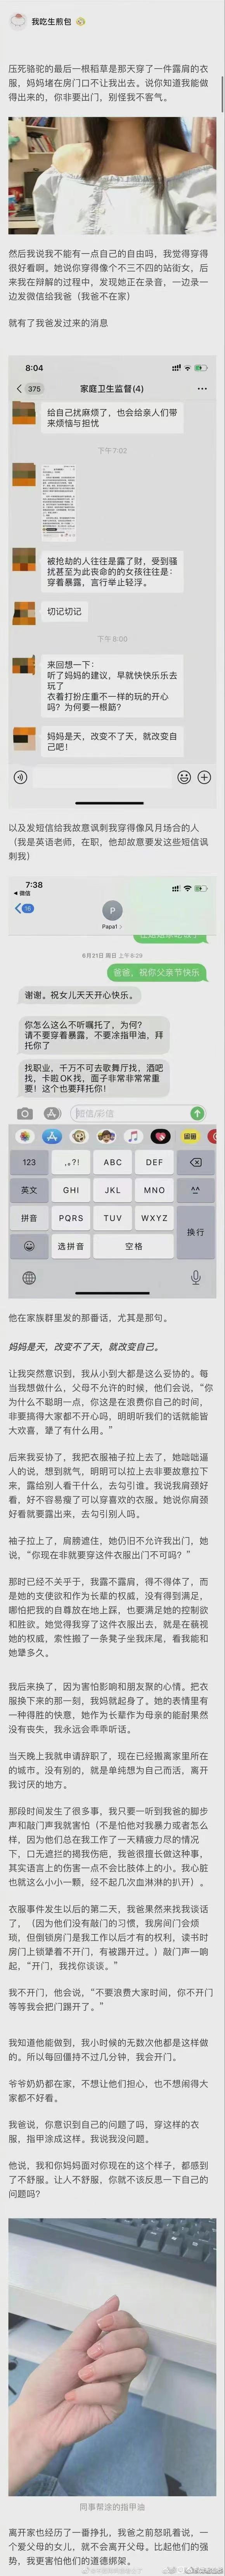 我吃生煎包
压死骆驼的最后一根稻草是那天穿了一件露肩的衣
服，妈妈堵在房门口不让我出去。说你知道我能做
得出来的，你非要出门，别怪我不客气。
然后我说我不能有一点自己的自由吗，我觉得穿得
很好看啊。她说你穿得像个不三不四的站街女，后
来我在辩解的过程中，发现她正在录音，一边录一
边发微信给我爸（我爸不在家）
就有了我爸发过来的消息
8:04
375
家庭卫生监督(4)
给自己扰麻烦了，也会给亲人们带
来烦恼与担忧
下午7:02
被抢劫的人往往是露了财，受到骚
扰甚至为此丧命的的女孩往往是：
穿着暴露，言行举止轻浮。
切记切记
下午8:00
来回想一下：
听了妈妈的建议，早就快快乐乐去
玩了
衣着打扮庄重不一样的玩的开心
吗？为何要一根筋？
妈妈是天，改变不了天，就改变自
己吧！
以及发短信给我故意讽刺我穿得像风月场合的人
（我是英语老师，在职，他却故意要发这些短信讽
刺我）
7:38
微信
P
Papa1
6月21日 周日 上午8:29
爸爸，祝你父亲节快乐
谢谢。祝女儿天天开心快乐。
你怎么这么不听嘱托了，为何？
请不要穿着暴露，不要涂指甲油，拜
托你了
找职业，千万不可去歌舞厅找，酒吧
找，卡啦OK找，面子非常非常重
要！这个也要拜托你！
短信/彩信
123
,。?!
ABC
DEF
英文
GHI
JKL
MNO
^^
拼音
PQRS
TUV
WXYZ
换行
选拼音
空格
他在家族群里发的那番话，尤其是那句。
妈妈是天，改变不了天，就改变自己。
让我突然意识到，我从小到大都是这么妥协的。每
当我想做什么，父母不允许的时候，他们会说，“你
为什么不聪明一点，你这是在浪费你自己的时间，
非要搞得大家都不开心吗，明明听我们的话就能皆
大欢喜，犟了有什么用。”
后来我妥协了，我把衣服袖子拉上去了，她咄咄逼
人的说，想到就气，明明可以拉上去非要故意拉下
来，露给别人看干什么，去勾引谁。我说我肩颈好
看，好不容易瘦了可以穿喜欢的衣服。她说你肩颈
好看就要露出来，去勾引别人吗。
袖子拉上了，肩膀遮住，她仍旧不允许我出门，她
说，“你现在非就要穿这件衣服出门不可吗？”
那时已经不关乎于，我露不露肩，得不得体了，而
是她的支使欲和作为长辈的权威，没有得到满足，
哪怕把我的自尊放在地上踩，也要满足她的控制欲
和胜欲。她觉得我穿了这件衣服出去，就是在藐视
她的权威，索性搬了一条凳子坐我床尾，看我能和
她犟多久。
我后来换了，因为害怕影响和朋友聚的心情。把衣
服换下来的那一刻，我妈就起身了。她的表情里有
一种得胜的快意，她作为长辈作为母亲的能耐果然
没有丧失，我永远会乖乖听话。
当天晚上我就申请辞职了，现在已经搬离家里所在
的城市。没有别的，就是单纯想为自己而活，离开
我讨厌的地方。
那段时间发生了很多事，我只要一听到我爸的脚步
声和敲门声我就害怕（不是怕他对我暴力或者怎么
样，因为他们总在我工作了一天精疲力尽的情况
下，口无遮拦的揭我伤疤，我爸很擅长做这种事，
其实语言上的伤害一点不会比肢体上的小。我心脏
也就这么小小一颗，经不起几次血淋淋的扒开）。
衣服事件发生以后的第二天，我爸果然来找我谈话
了，（因为他们没有敲门的习惯，我房间门会烦
锁，但倒锁房门是我工作以后才有的权利，读书时
房门上锁犟着不开门，有被踢开过。）敲门声一响
起，“开门，我找你谈谈。”
我不开门，他会说，“不要浪费大家时间，你不开门
等等我会把门踢开了。”
我知道他能做到，我小时候的无数次他都是这样做
的。所以每回僵持不过几分钟，我会开门。
爷爷奶奶都在家，不想让他们担心，也不想闹得大
家都不好看。
我爸说，你意识到自己的问题了吗，穿这样的衣
服，指甲涂成这样。我说我没问题。
他说，我和你妈妈面对你现在的这个样子，都感到
了不舒服。让人不舒服，你就不该反思一下自己的
问题吗？
同事帮涂的指甲油
离开家也经历了一番挣扎，我爸之前怒吼着说，一
个爱父母的女儿，就不会离开父母。比起他们的强
势，我更害怕他们的道德绑架。